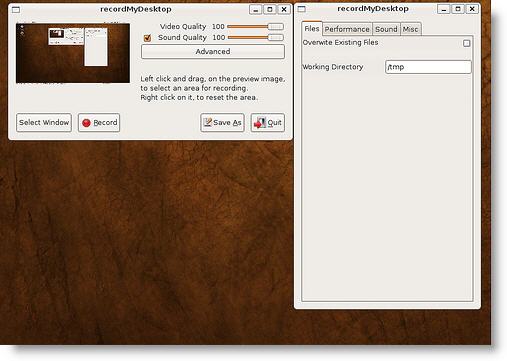 recordMyDesktop
Video Quality 100
Sound Quality 100
Advanced
Left click and drag, on the preview image,
to select an area for recording.
Right click on it, to reset the area.
Select Window Record Save As Quit
recordMyDesktop
Files Performance Sound Misc
Overwite Existing Files
Working Directory /tmp